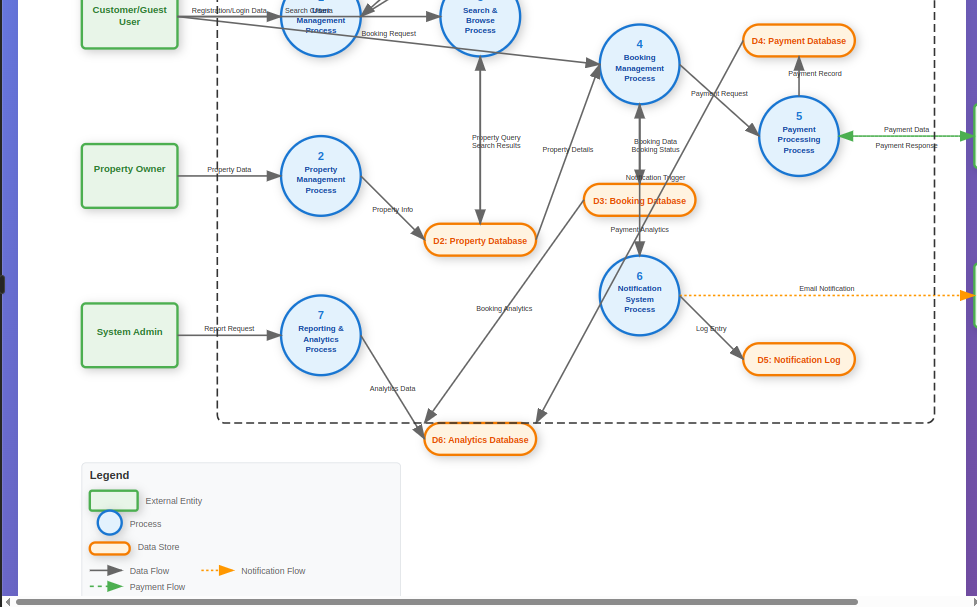 Customer/Guest
User
Registration/Login Data
Search Criteria
User
Management
Process
Search &
Browse
Process
Booking Request
4
Booking
Management
Process
D4: Payment Database
Payment Record
Payment Request
5
Payment
Processing
Process
Payment Data
Payment Response
Property Query
Search Results
Property Details
Booking Data
Booking Status
Property Owner
Property Data
2
Property
Management
Process
Property Info
Notification Trigger
D3: Booking Database
D2: Property Database
Payment Analytics
6
Notification
System
Process
Email Notification
Booking Analytics
Log Entry
D5: Notification Log
System Admin
Report Request
7
Reporting &
Analytics
Process
Analytics Data
D6: Analytics Database
Legend
External Entity
Process
Data Store
Data Flow
Notification Flow
Payment Flow